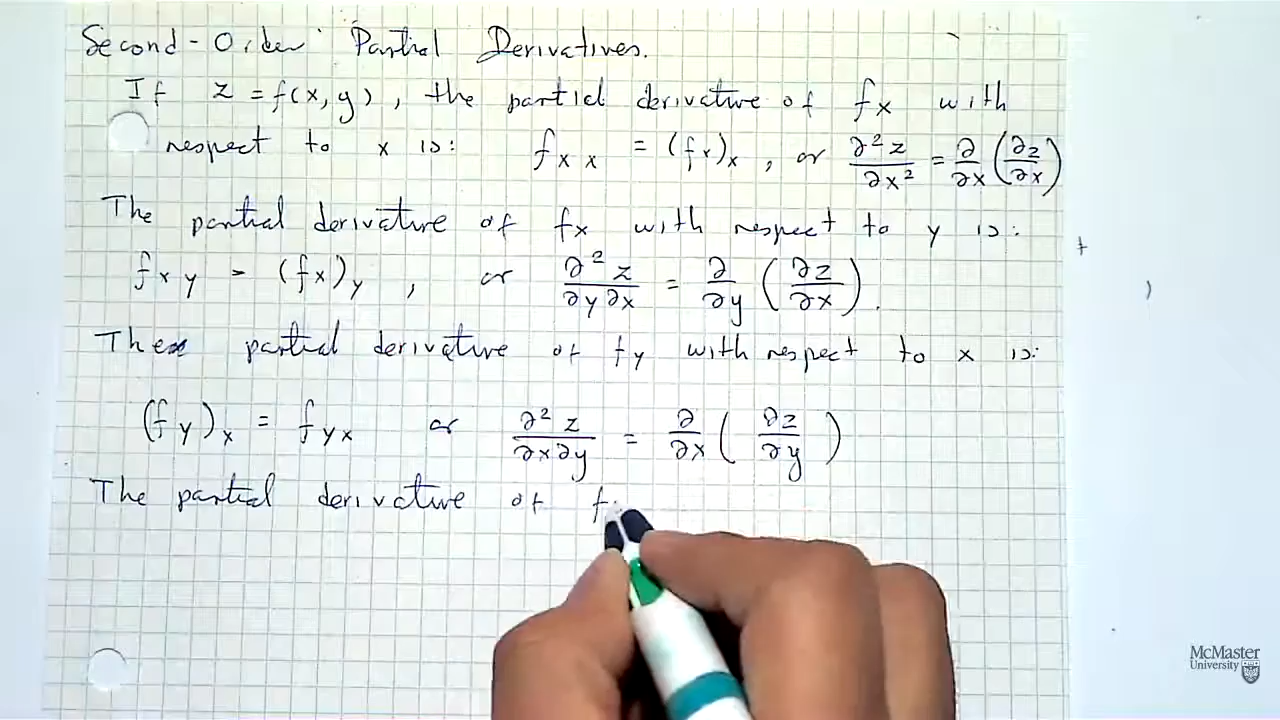 Second-Order Partial Derivatives.
If z = f(x, y), the partial derivative of fx with
respect to x is: fxx = (fx)x, or ∂²z/∂x² = ∂/∂x (∂z/∂x)
The partial derivative of fx with respect to y is:
fxy = (fx)y, or ∂²z/∂y∂x = ∂/∂y (∂z/∂x).
The partial derivative of fy with respect to x is:
(fy)x = fyx or ∂²z/∂x∂y = ∂/∂x (∂z/∂y)
The partial derivative of f
McMaster
University